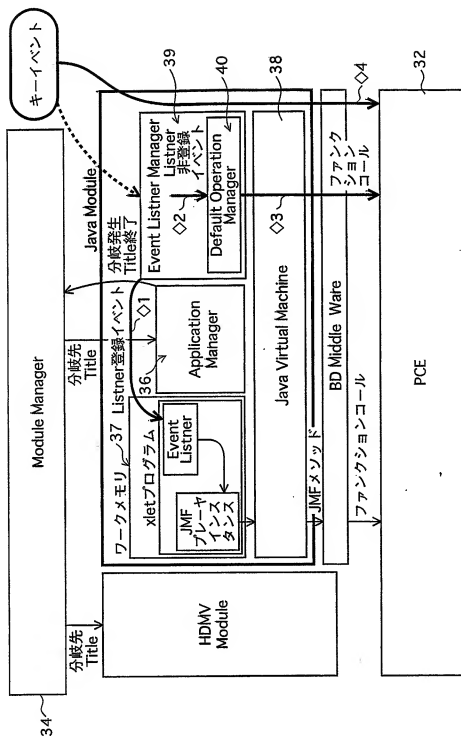 キーイベント
34
Module Manager
分岐先
Title
分岐先
Title
分岐発生
Title終了
Java Module
ワークメモリ
37
Listner登録イベント
◇1
xletプログラム
Event
Listner
JMF
プレーヤ
インス
タンス
36
Application
Manager
Event Listner Manager
Listner
非登録
イベント
39
◇2
Default Operation
Manager
40
HDMV
Module
Java Virtual Machine
38
◇3
JMFメソッド
BD Middle Ware
ファンクションコール
ファンク
ション
コール
◇4
PCE
32